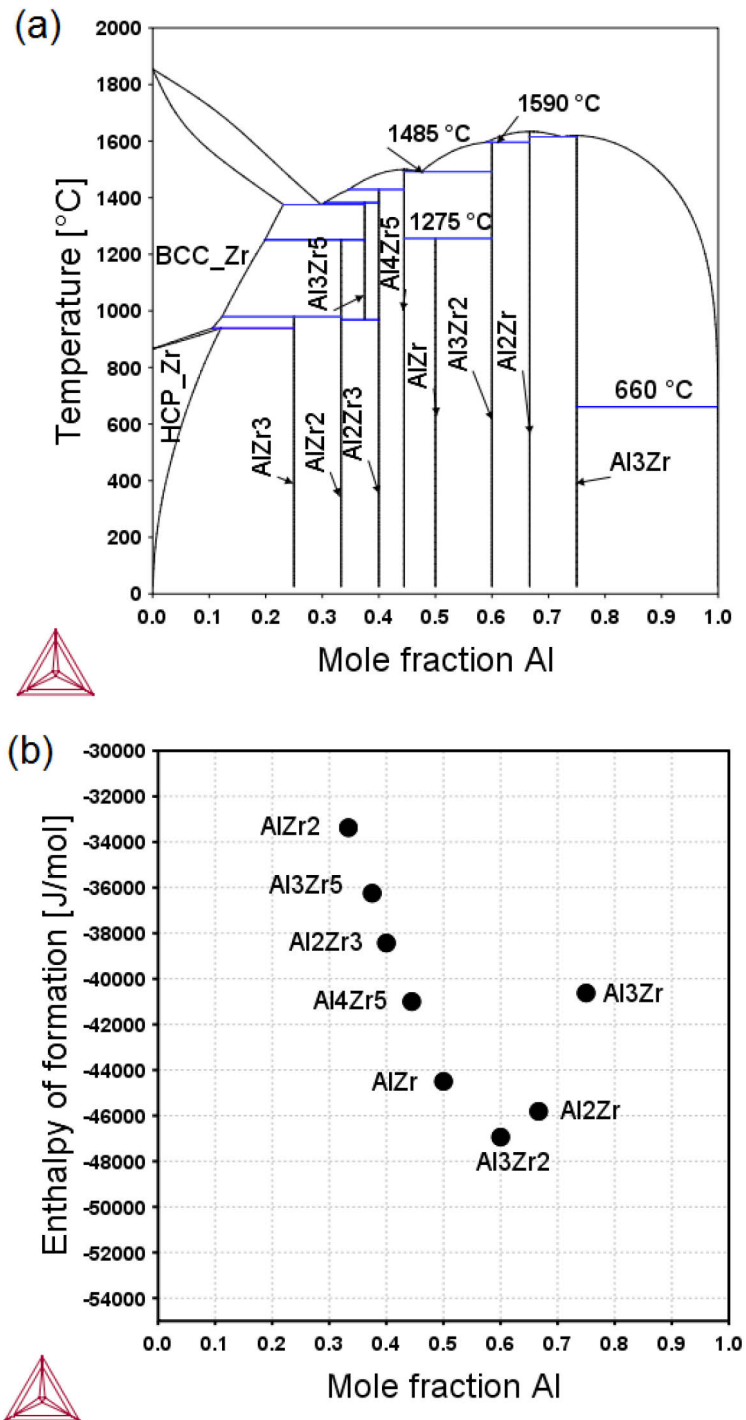 (a)
2000
1800
1600
1400
1200
1000
800
600
400
200
0
Temperature [°C]
1590 °C
1485 °C
1275 °C
660 °C
BCC_Zr
HCP_Zr
AlZr3
AlZr2
Al3Zr5
Al2Zr3
Al4Zr5
AlZr
Al3Zr2
Al2Zr
Al3Zr
0.0 0.1 0.2 0.3 0.4 0.5 0.6 0.7 0.8 0.9 1.0
Mole fraction Al
(b)
-30000
-32000
-34000
-36000
-38000
-40000
-42000
-44000
-46000
-48000
-50000
-52000
-54000
Enthalpy of formation [J/mol]
AlZr2
Al3Zr5
Al2Zr3
Al4Zr5
Al3Zr
AlZr
Al2Zr
Al3Zr2
0.0 0.1 0.2 0.3 0.4 0.5 0.6 0.7 0.8 0.9 1.0
Mole fraction Al